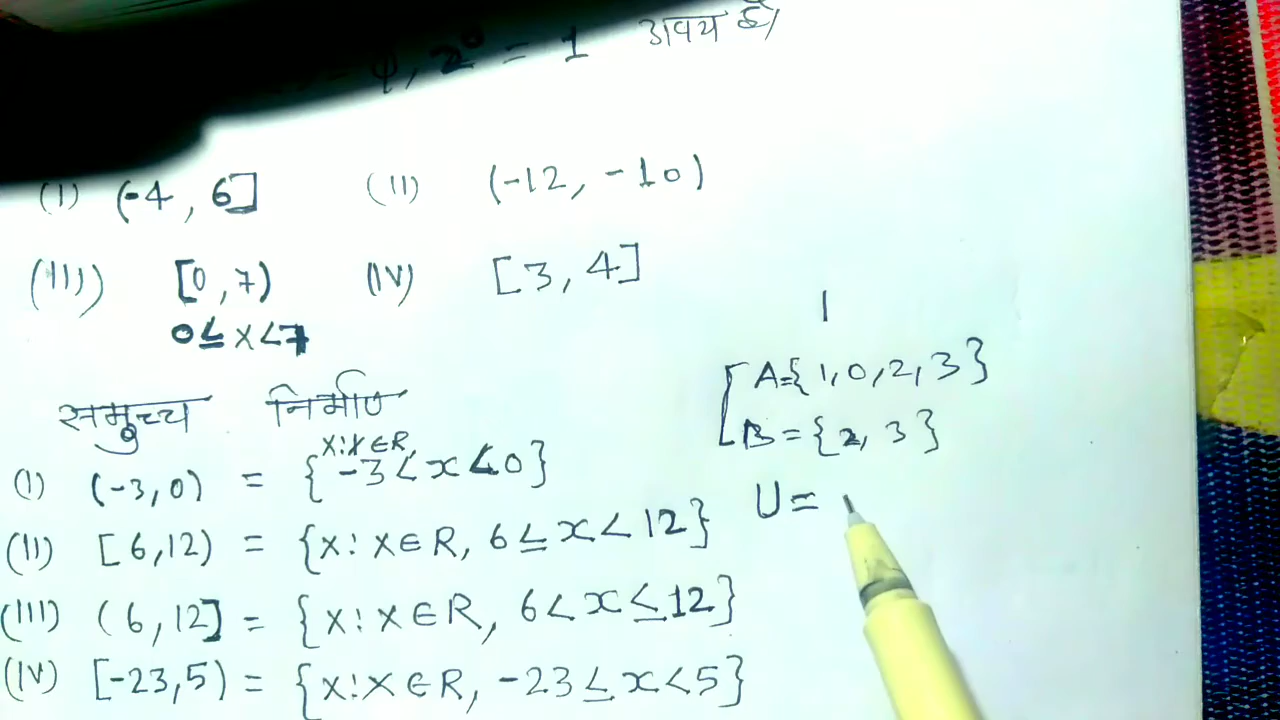 φ, 2⁰ = 1 अवयव है।
(I) (-4, 6] (II) (-12, -10)
(III) [0, 7) (IV) [3, 4]
0≤x<7
1
A={1, 0, 2, 3}
B={2, 3}
U=
समुच्च निर्माण
(I) (-3, 0) = {x:x∈R, -3<x<0}
(II) [6, 12) = {x:x∈R, 6≤x<12}
(III) (6, 12] = {x:x∈R, 6<x≤12}
(IV) [-23, 5) = {x:x∈R, -23≤x<5}